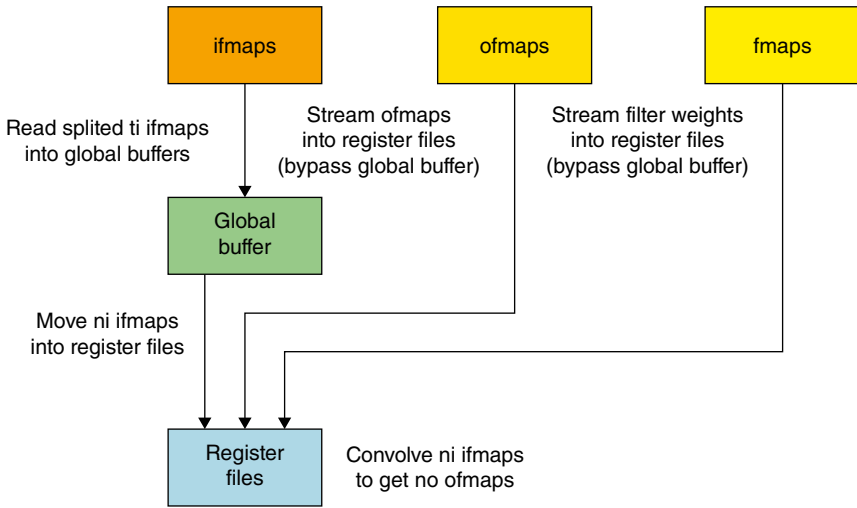 ifmaps
ofmaps
fmaps
Read splited ti ifmaps
into global buffers
Stream ofmaps
into register files
(bypass global buffer)
Stream filter weights
into register files
(bypass global buffer)
Global
buffer
Move ni ifmaps
into register files
Register
files
Convolve ni ifmaps
to get no ofmaps